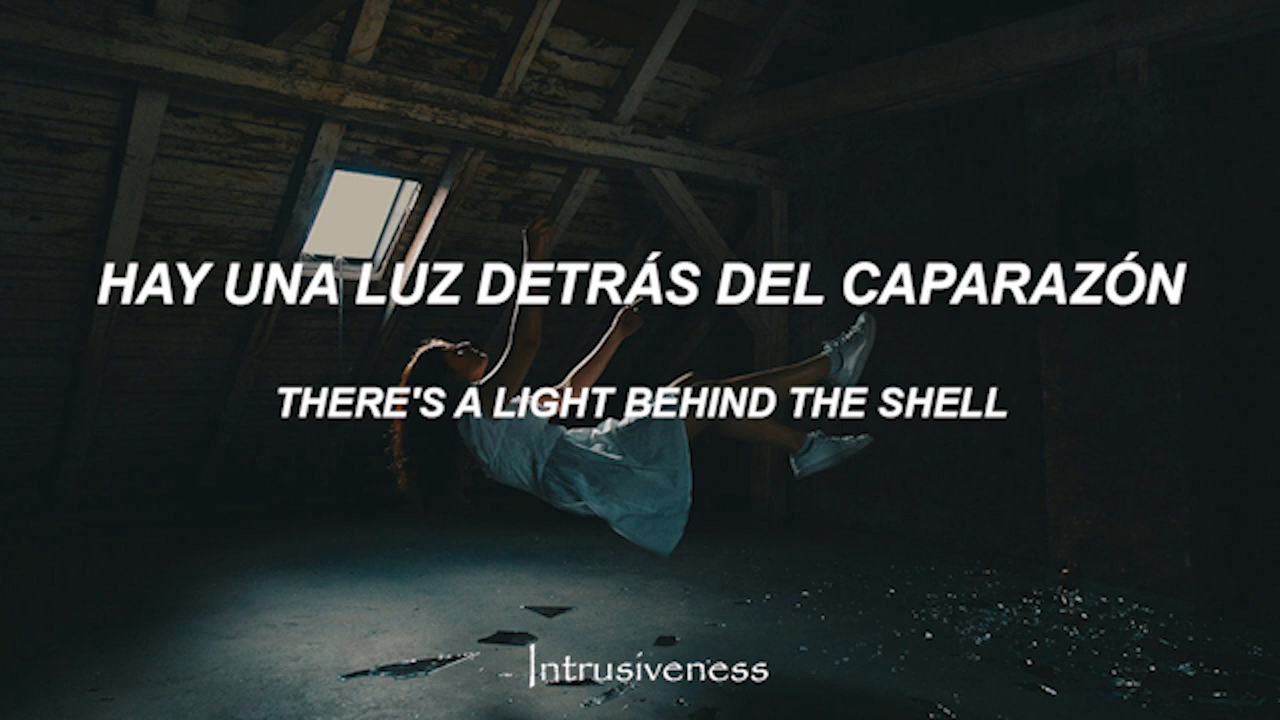 HAY UNA LUZ DETRÁS DEL CAPARAZÓN
THERE'S A LIGHT BEHIND THE SHELL
Intrusiveness